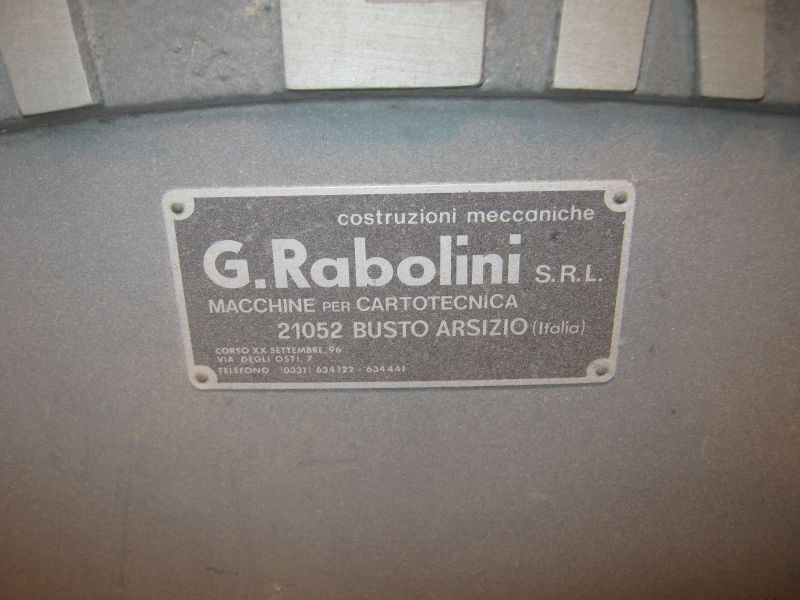 costruzioni meccaniche
G.Rabolini S.R.L.
MACCHINE PER CARTOTECNICA
21052 BUSTO ARSIZIO (Italia)
CORSO XX SETTEMBRE, 96
VIA DEGLI OSTI, 7
TELEFONO (0331) 634122 - 634441